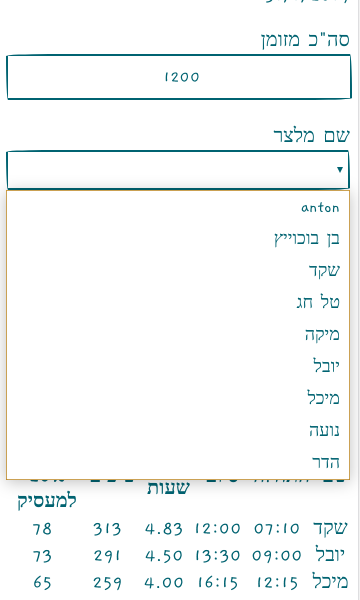 סה"כ מזומן
1200
שם מלצר
anton
בן בוכוייץ
שקד
טל חג
מיקה
יובל
מיכל
נועה
הדר
שעות
למעסיק
שקד 07:10 12:00 4.83 313 78
יובל 09:00 13:30 4.50 291 73
מיכל 12:15 16:15 4.00 259 65